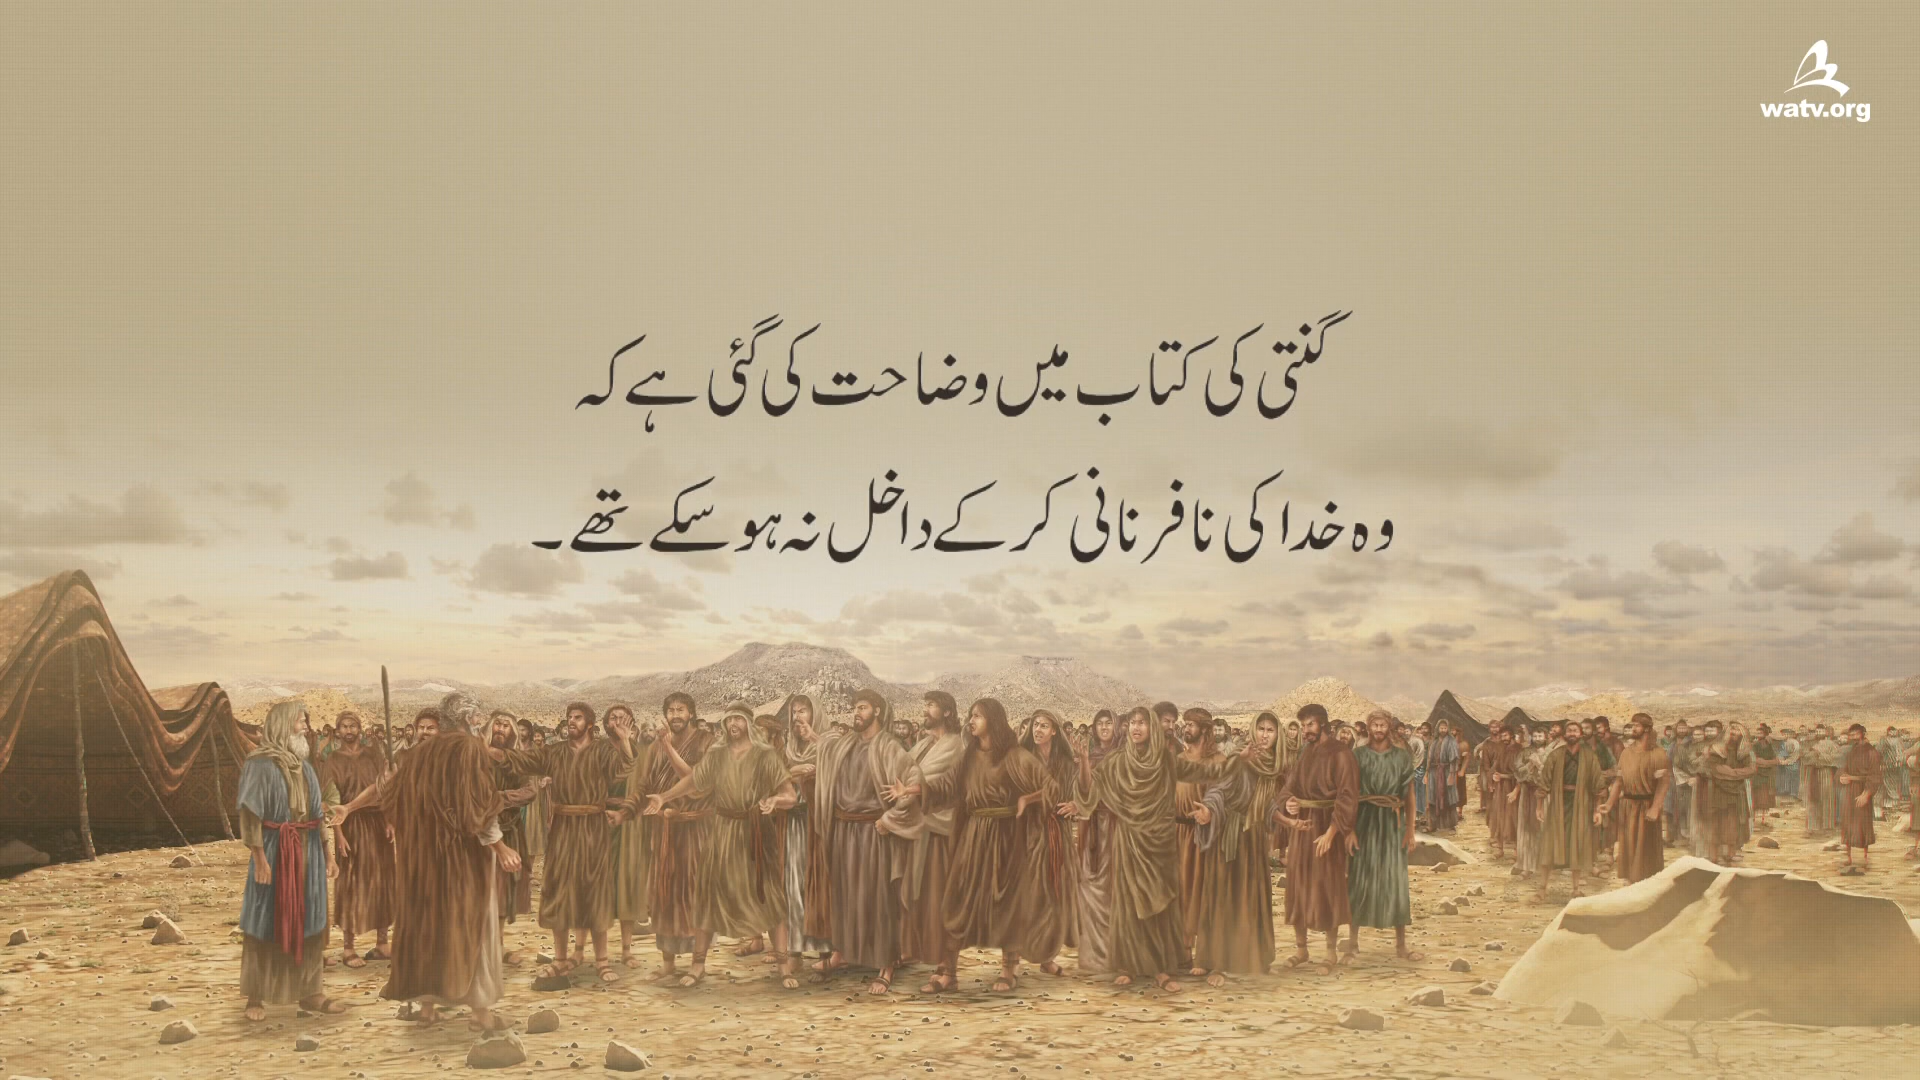 watv.org
گنتی کی کتاب میں وضاحت کی گئی ہے کہ
وہ خدا کی نافرنانی کر کے داخل نہ ہو سکے تھے۔